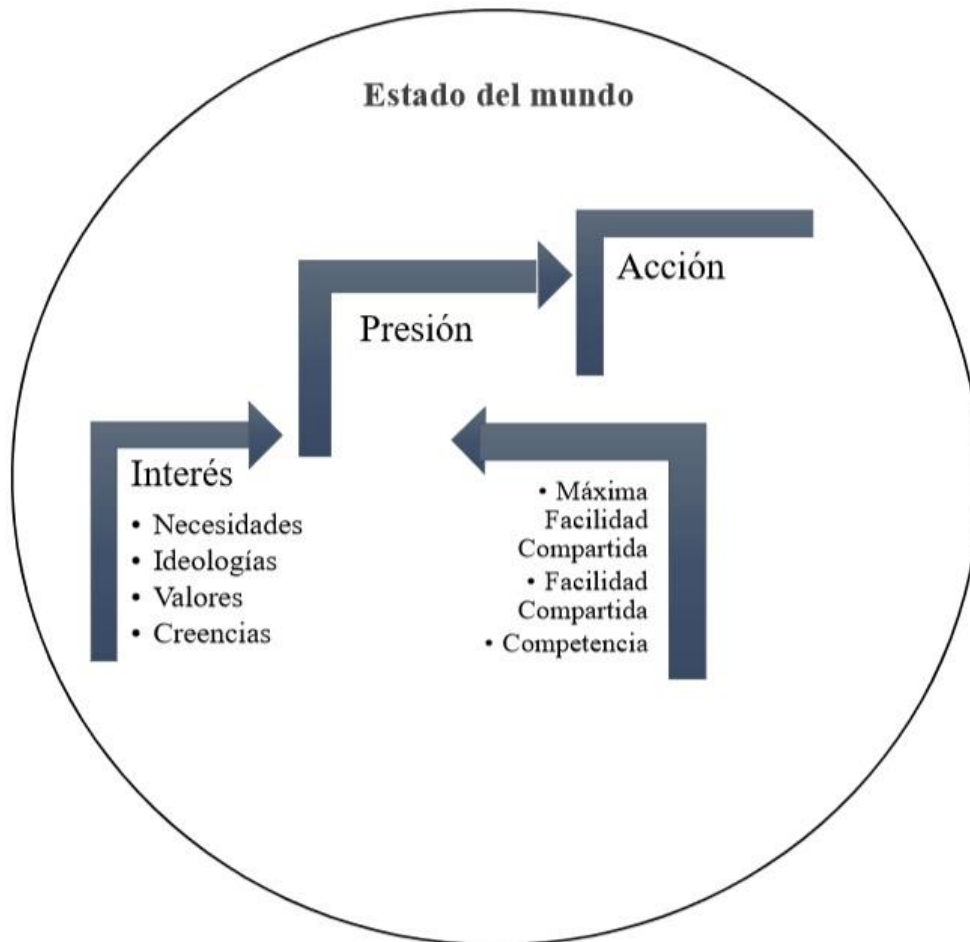 Estado del mundo
Acción
Presión
Interés
• Necesidades
• Ideologías
• Valores
• Creencias
• Máxima
Facilidad
Compartida
• Facilidad
Compartida
• Competencia